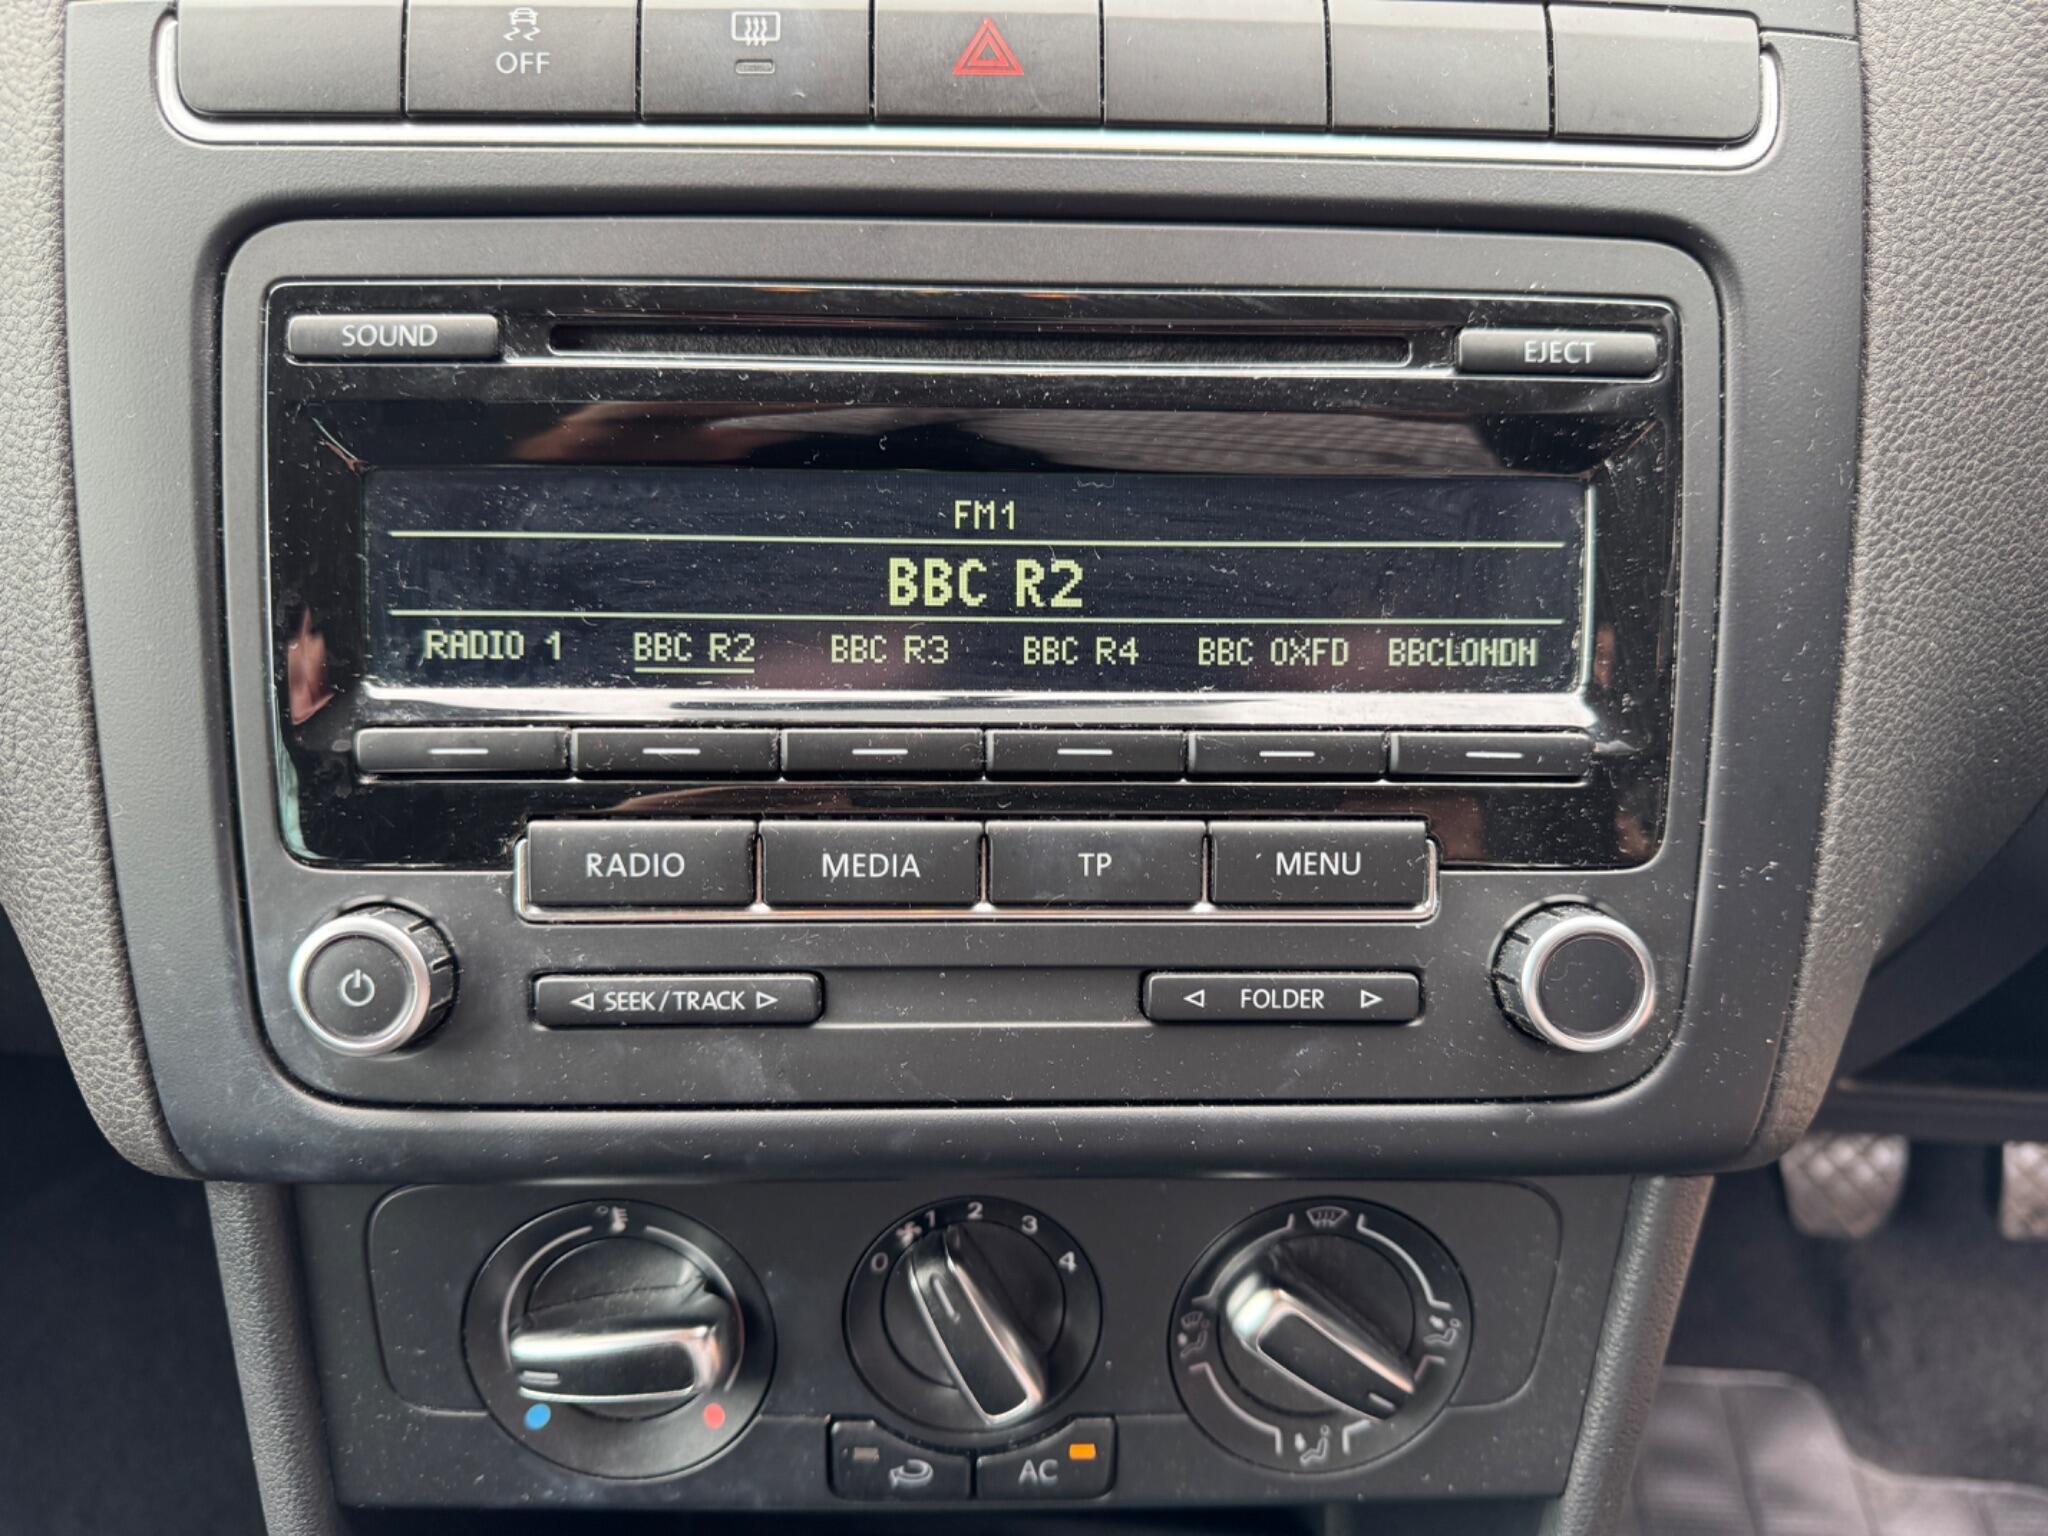 OFF
SOUND
EJECT
FM1
BBC R2
RADIO 1 BBC R2 BBC R3 BBC R4 BBC OXFD BBCLONDN
RADIO MEDIA TP MENU
SEEK/TRACK FOLDER
0 1 2 3 4
AC